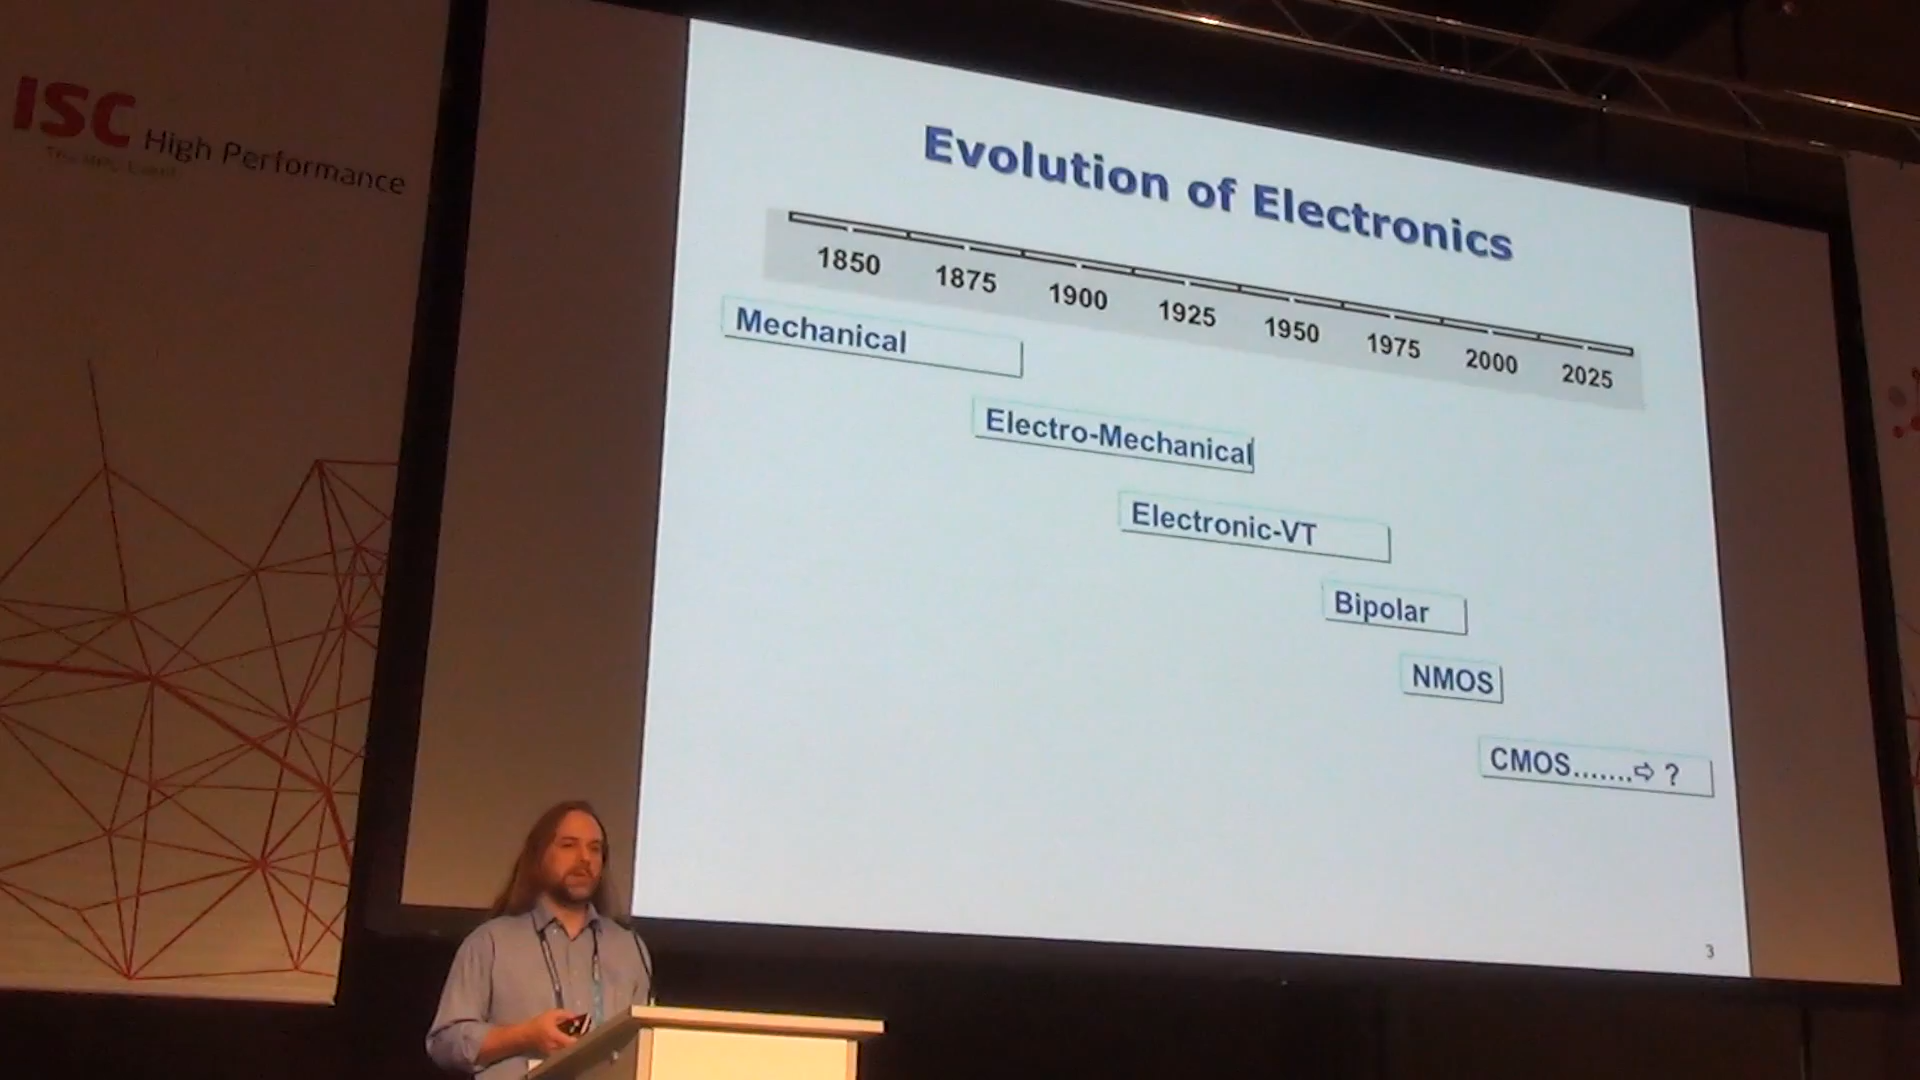 ISC High Performance
Evolution of Electronics
1850 1875 1900 1925 1950 1975 2000 2025
Mechanical
Electro-Mechanical
Electronic-VT
Bipolar
NMOS
CMOS.......⇨ ?
3